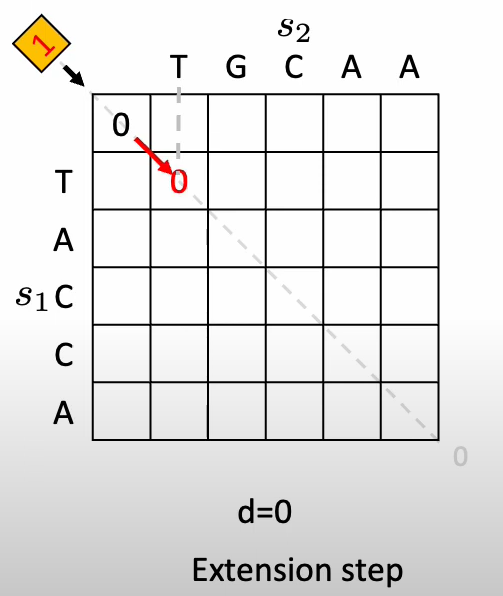 s₂
1
T G C A A
0
T 0
A
s₁ C
C
A
0
d=0
Extension step